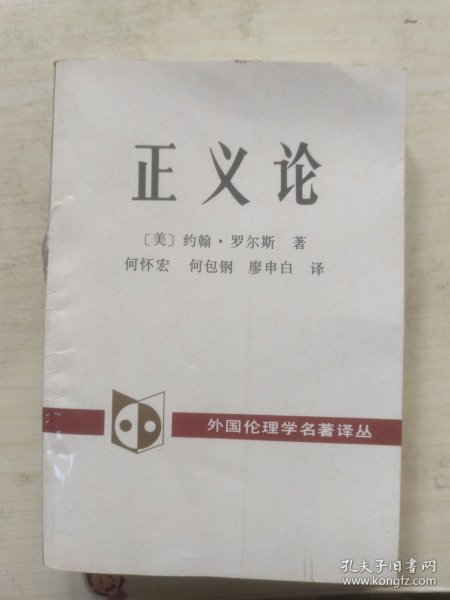 正义论
〔美〕约翰·罗尔斯 著
何怀宏 何包钢 廖申白 译
外国伦理学名著译丛
孔夫子旧书网
www.kongfz.com